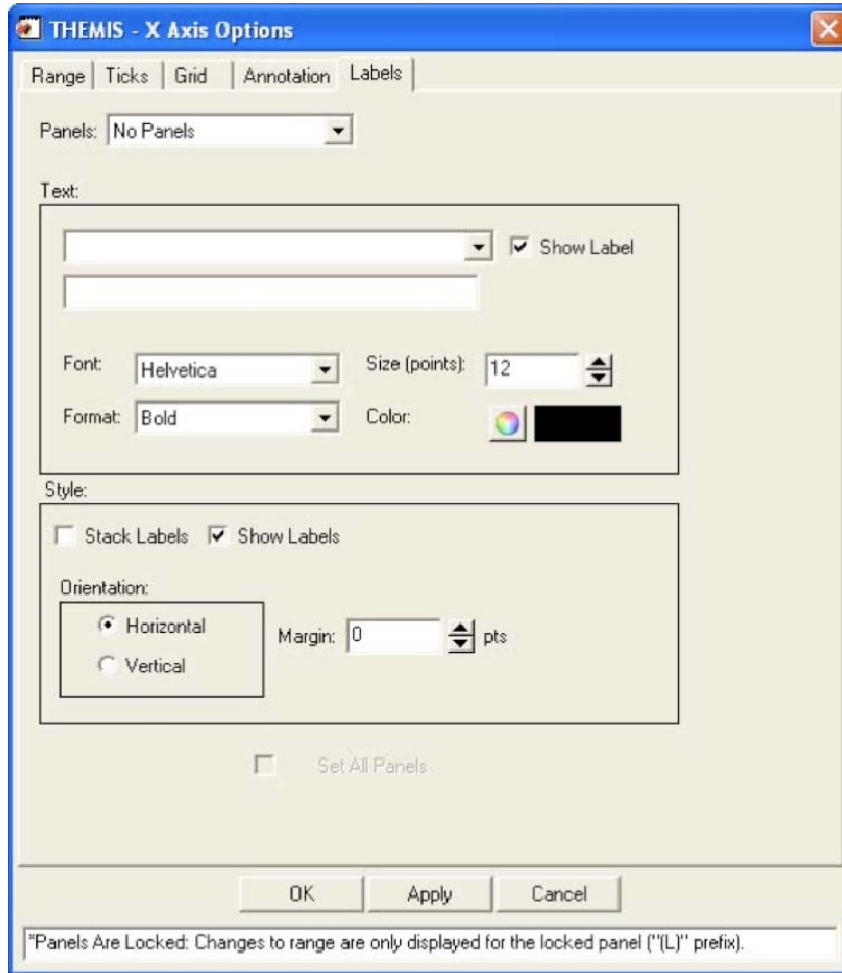 THEMIS - X Axis Options
Range Ticks Grid Annotation Labels
Panels: No Panels
Text:
Show Label
Font: Helvetica Size (points): 12
Format: Bold Color:
Style:
Stack Labels Show Labels
Orientation:
Horizontal
Margin: 0 pts
Vertical
Set All Panels
OK Apply Cancel
*Panels Are Locked: Changes to range are only displayed for the locked panel ("(L)" prefix).